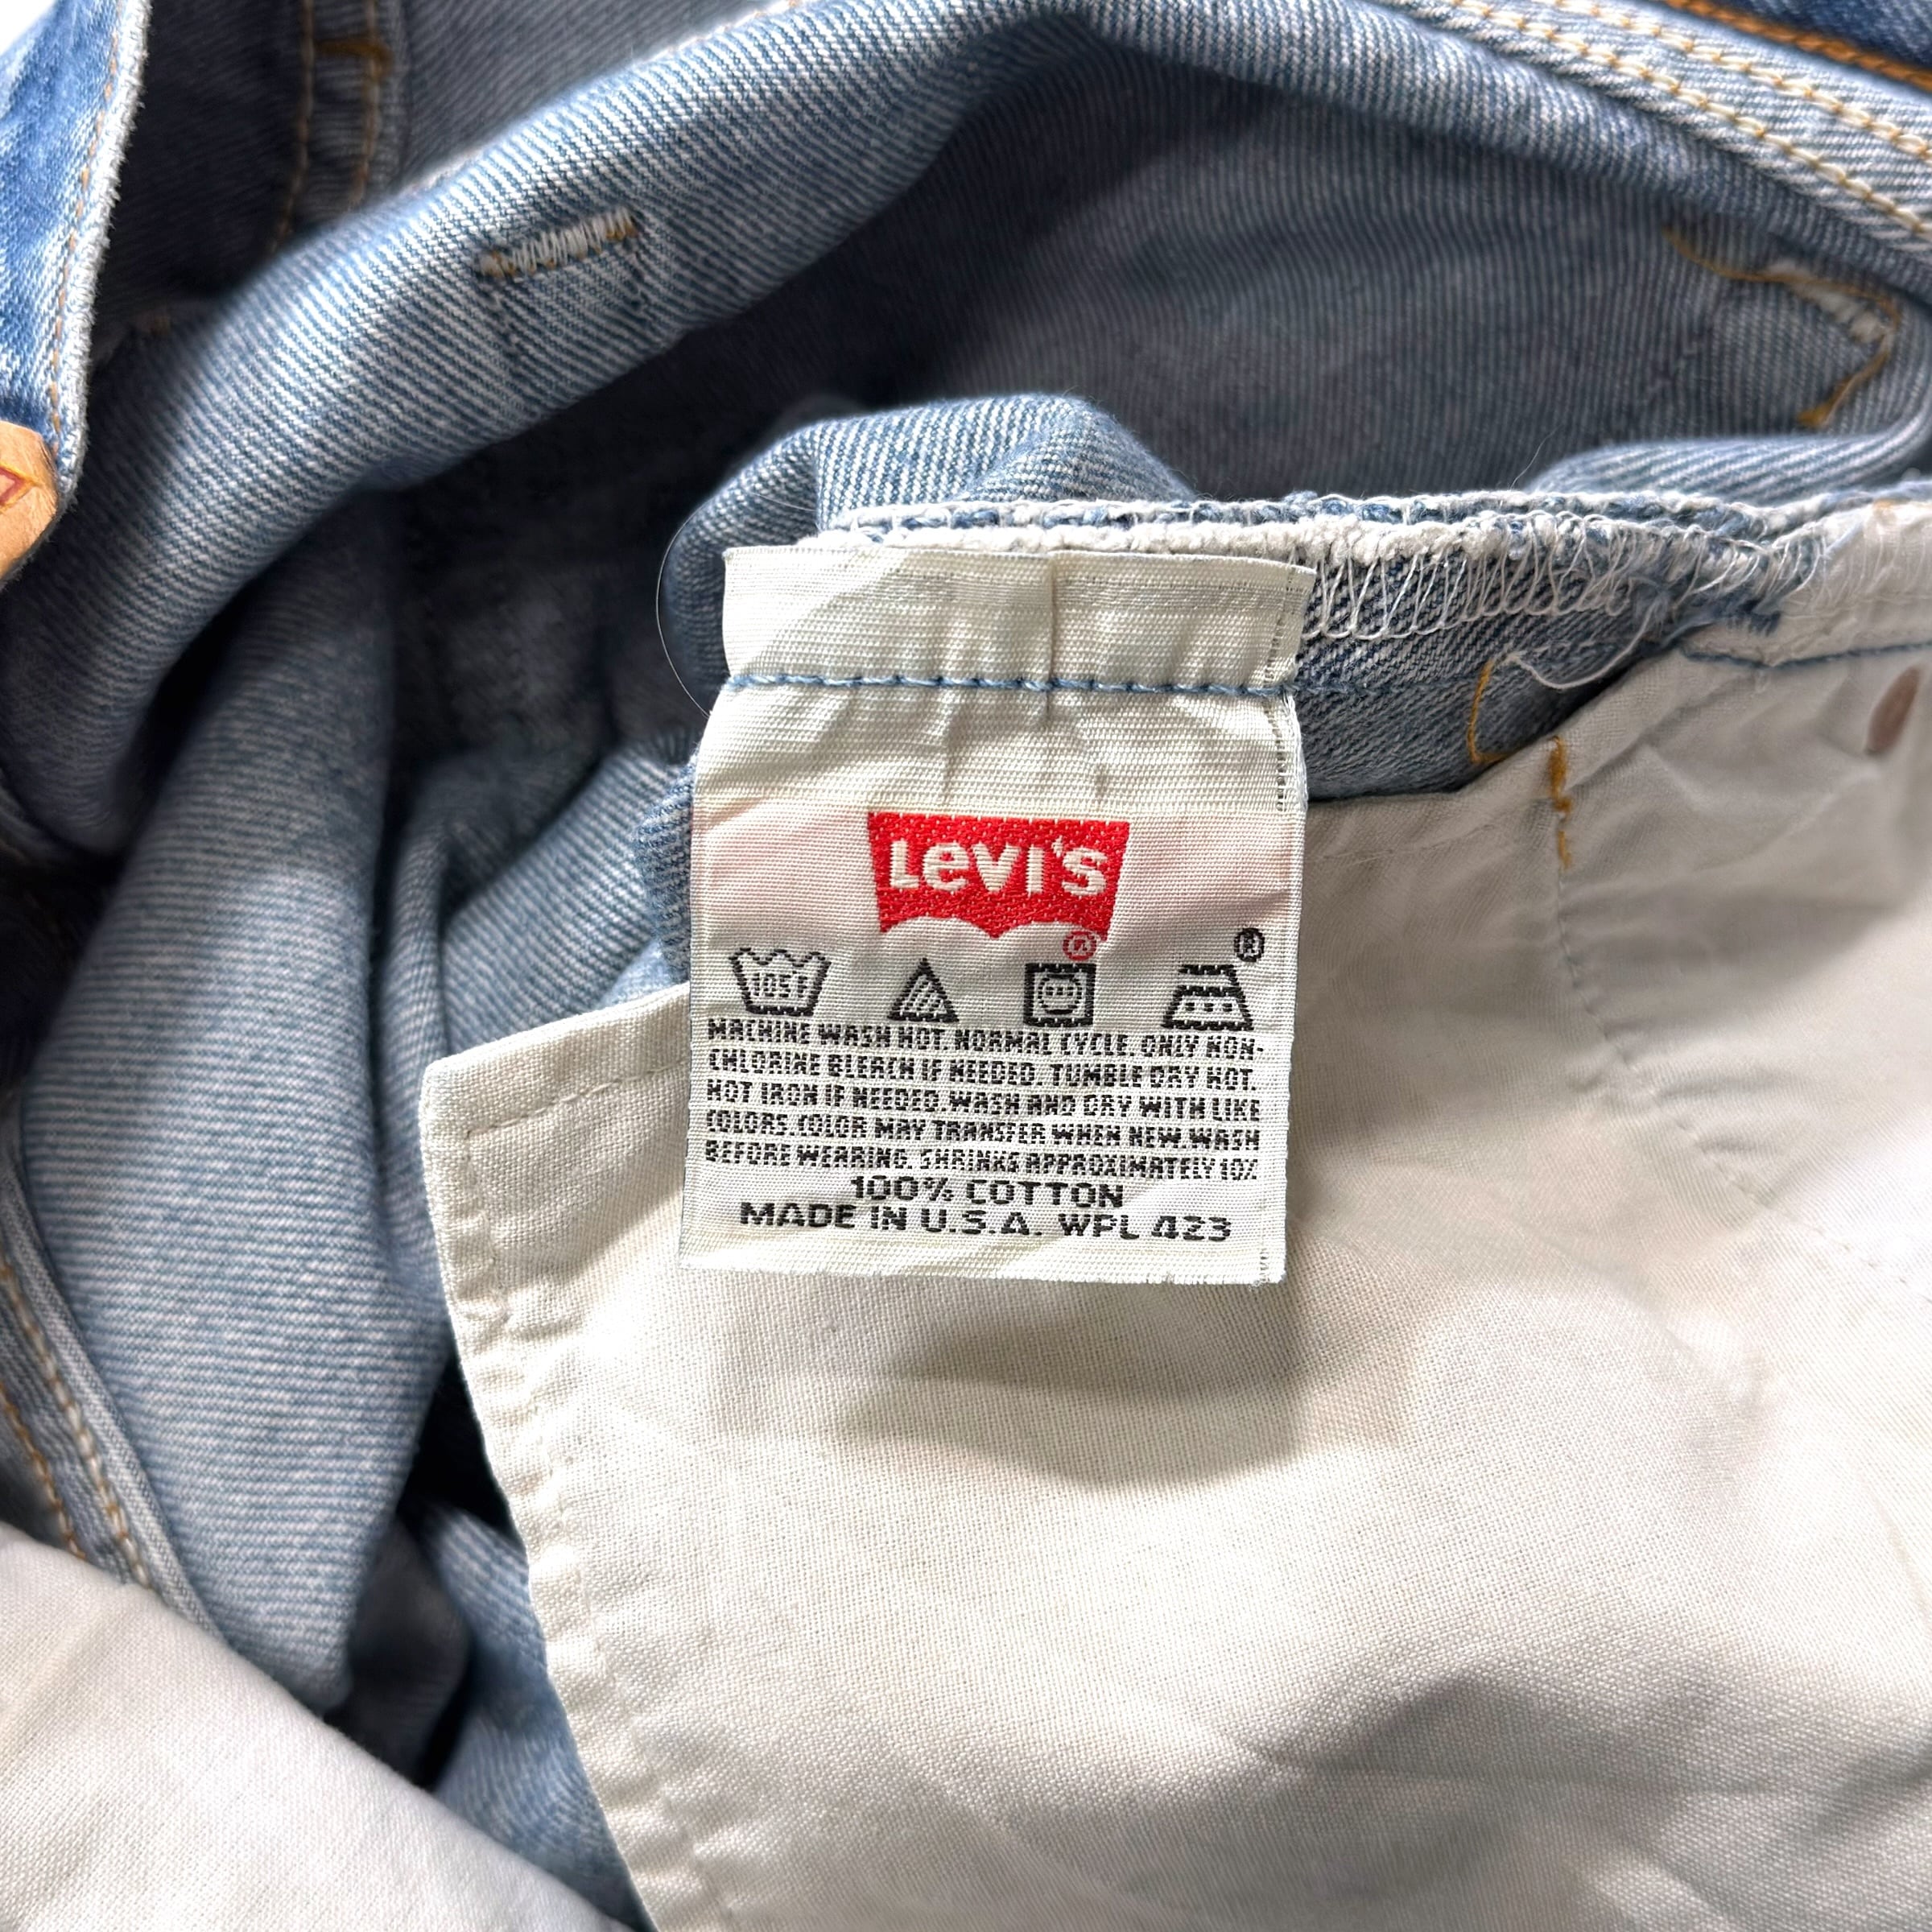 Levi's
®
®
105F
MACHINE WASH HOT. NORMAL CYCLE. ONLY NON-
CHLORINE BLEACH IF NEEDED. TUMBLE DRY HOT.
HOT IRON IF NEEDED. WASH AND DRY WITH LIKE
COLORS. COLOR MAY TRANSFER WHEN NEW. WASH
BEFORE WEARING. SHRINKS APPROXIMATELY 10%
100% COTTON
MADE IN U.S.A. WPL 423